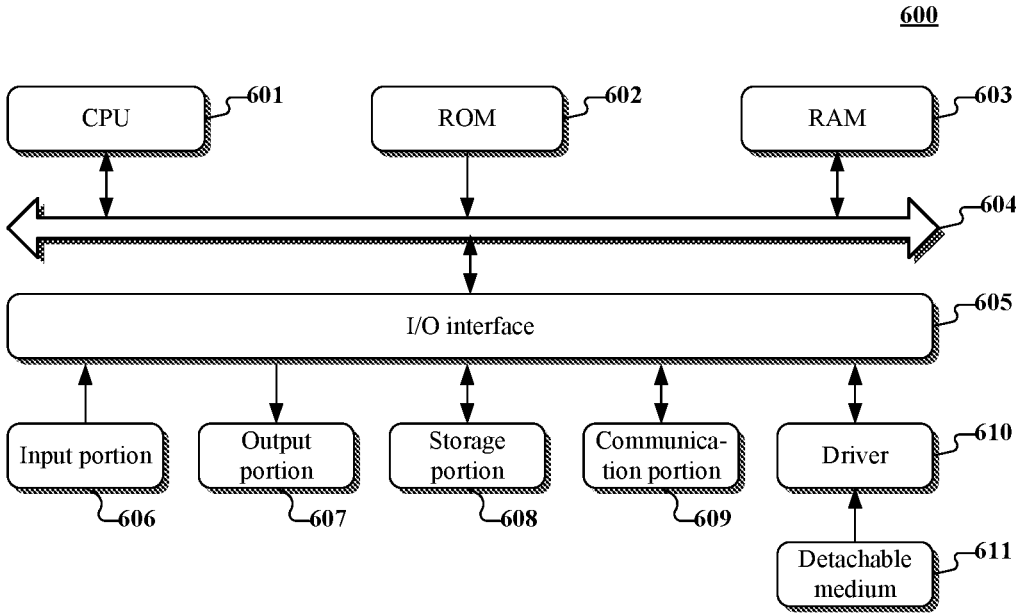 600
CPU
601
ROM
602
RAM
603
604
I/O interface
605
Input portion
606
Output
portion
607
Storage
portion
608
Communica-
tion portion
609
Driver
610
Detachable
medium
611